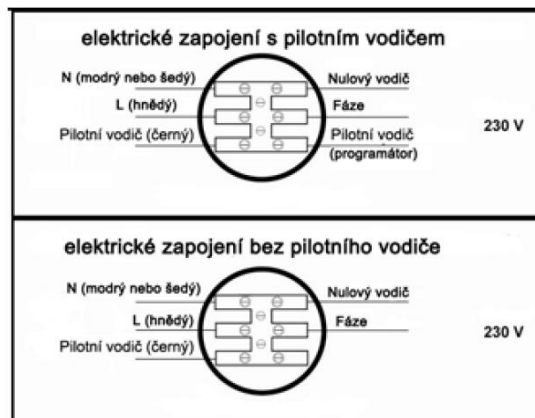 elektrické zapojení s pilotním vodičem
N (modrý nebo šedý)
Nulový vodič
L (hnědý)
Fáze
230 V
Pilotní vodič (černý)
Pilotní vodič
(programátor)
elektrické zapojení bez pilotního vodiče
N (modrý nebo šedý)
Nulový vodič
L (hnědý)
Fáze
230 V
Pilotní vodič (černý)